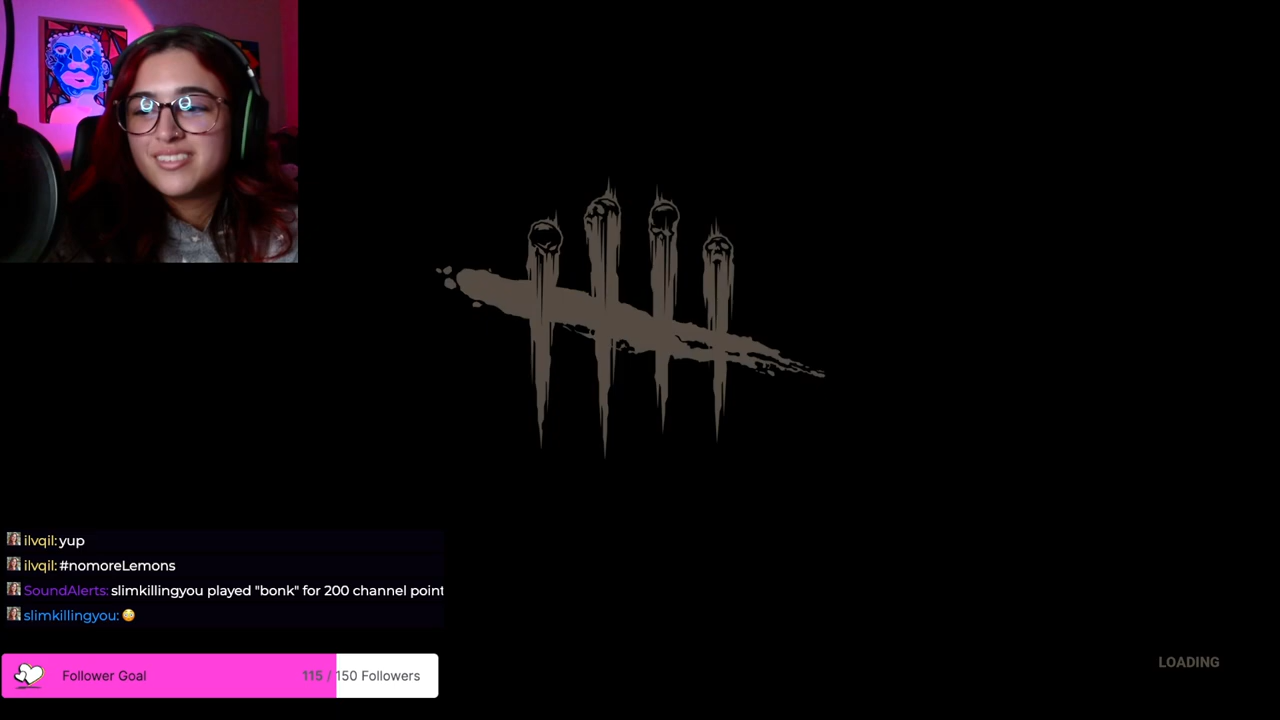 ilvqil: yup
ilvqil: #nomoreLemons
SoundAlerts: slimkillingyou played "bonk" for 200 channel point
slimkillingyou: 😳
Follower Goal 115 / 150 Followers
LOADING